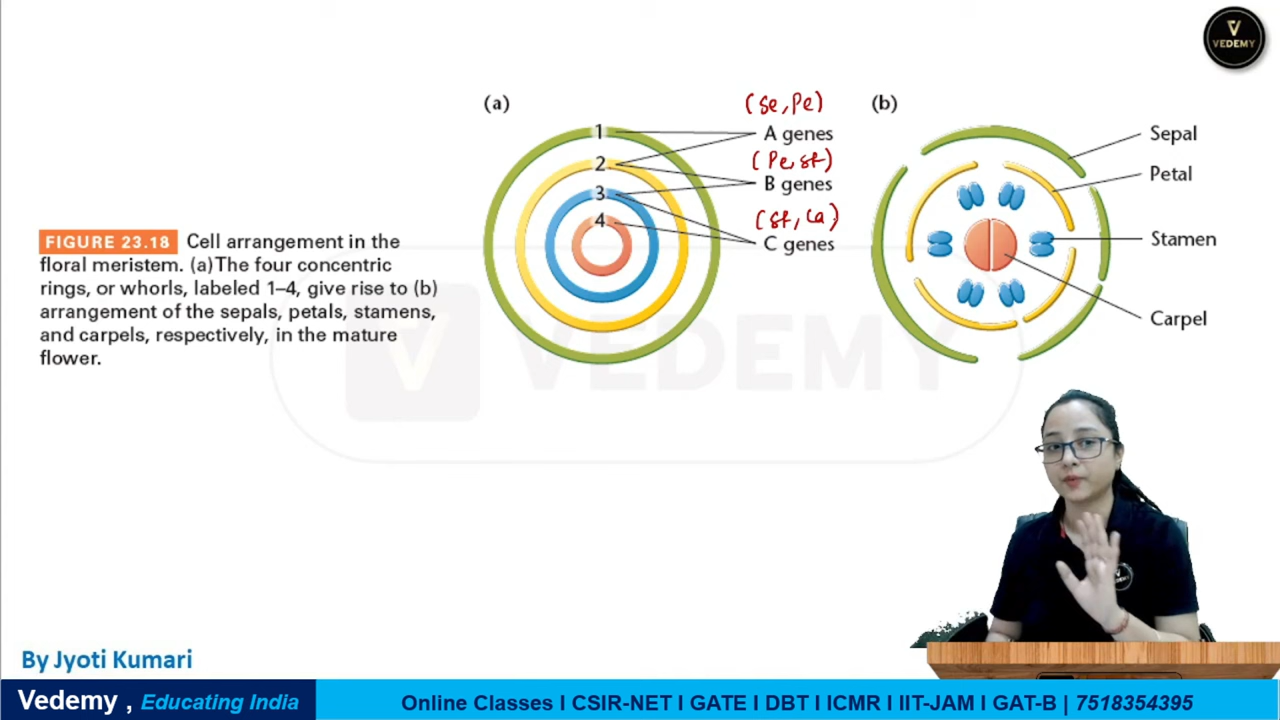 V
VEDEMY
(a)
(Se, Pe)
(b)
1
A genes
Sepal
2
(Pe, st)
Petal
3
B genes
4
(st, Ca)
C genes
Stamen
Carpel
FIGURE 23.18 Cell arrangement in the
floral meristem. (a) The four concentric
rings, or whorls, labeled 1–4, give rise to (b)
arrangement of the sepals, petals, stamens,
and carpels, respectively, in the mature
flower.
VEDEMY
By Jyoti Kumari
Vedemy , Educating India
Online Classes I CSIR-NET I GATE I DBT I ICMR I IIT-JAM I GAT-B | 7518354395